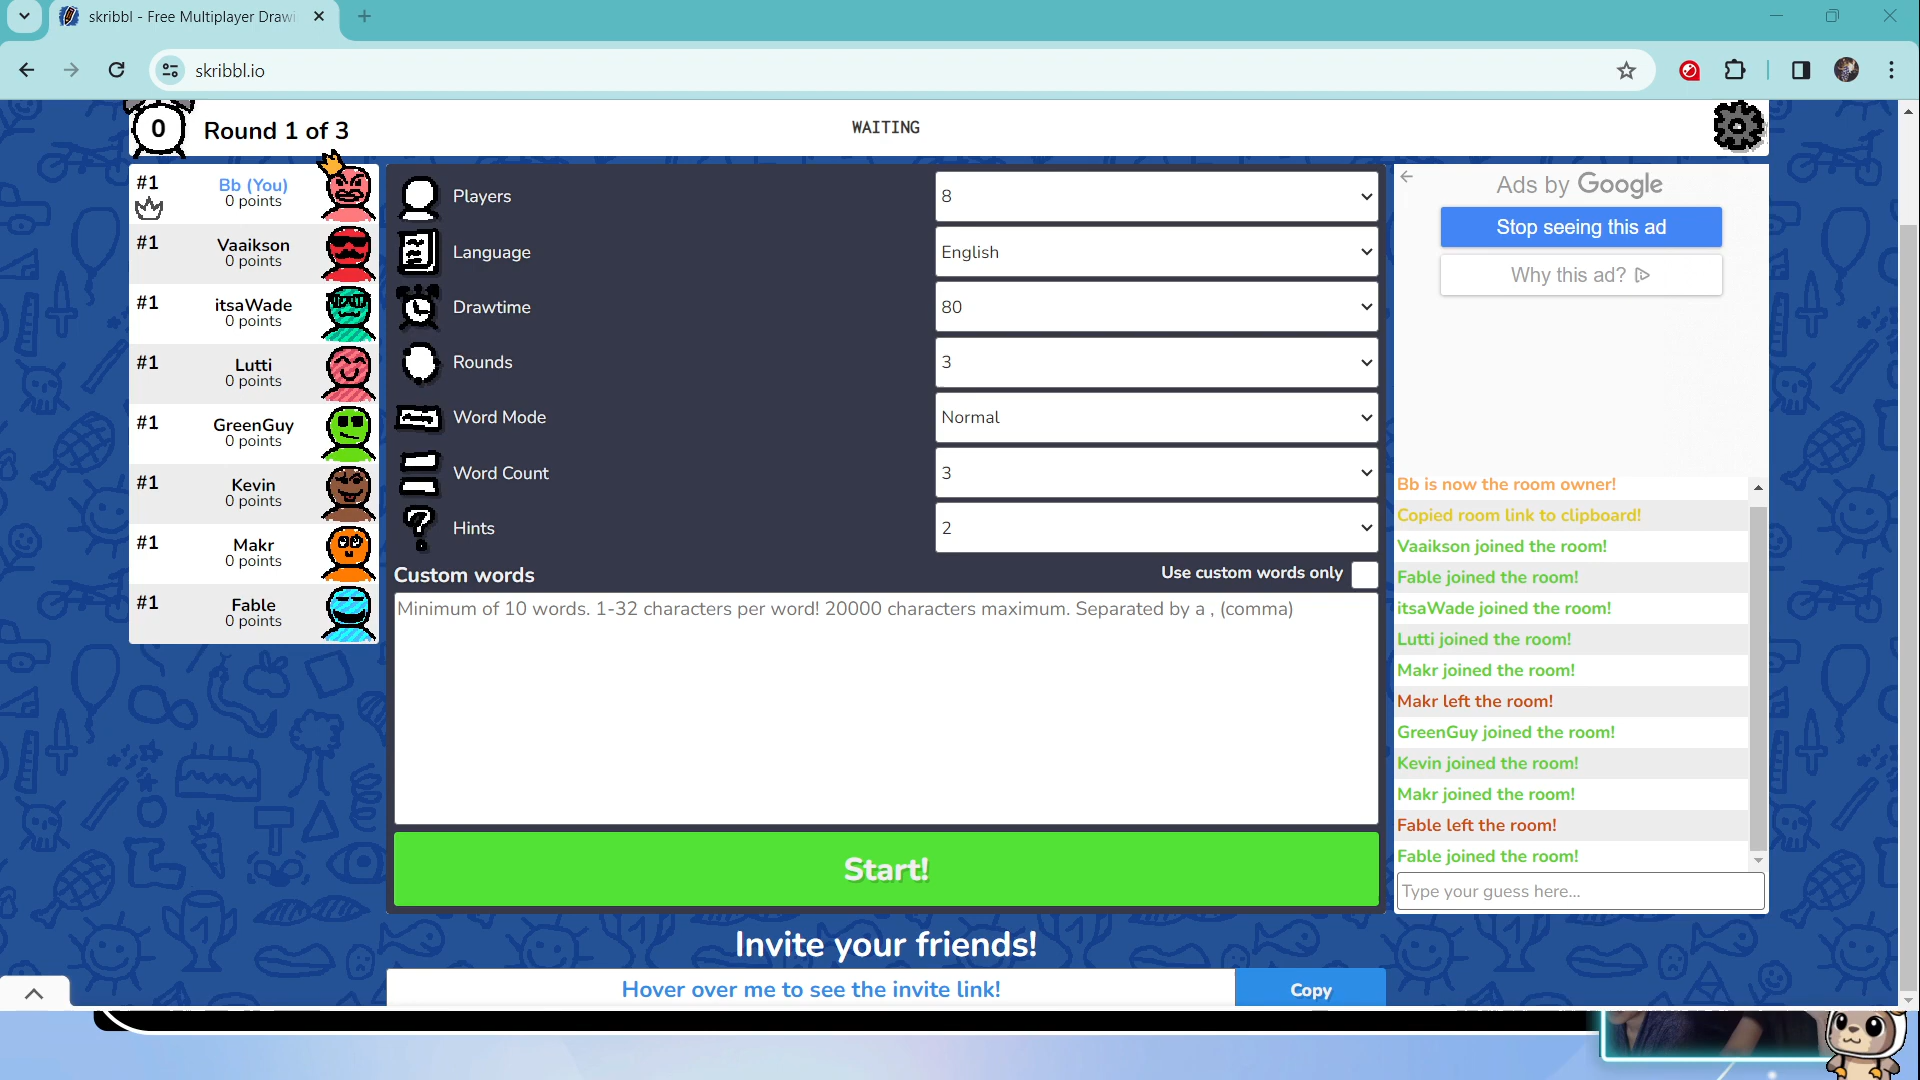 skribbl - Free Multiplayer Drawi
skribbl.io
0
Round 1 of 3
WAITING
#1
Bb (You)
0 points
#1
Vaaikson
0 points
#1
itsaWade
0 points
#1
Lutti
0 points
#1
GreenGuy
0 points
#1
Kevin
0 points
#1
Makr
0 points
#1
Fable
0 points
Players
8
Language
English
Drawtime
80
Rounds
3
Word Mode
Normal
Word Count
3
Hints
2
Custom words
Use custom words only
Minimum of 10 words. 1-32 characters per word! 20000 characters maximum. Separated by a , (comma)
Start!
Invite your friends!
Hover over me to see the invite link!
Copy
Ads by Google
Stop seeing this ad
Why this ad?
Bb is now the room owner!
Copied room link to clipboard!
Vaaikson joined the room!
Fable joined the room!
itsaWade joined the room!
Lutti joined the room!
Makr joined the room!
Makr left the room!
GreenGuy joined the room!
Kevin joined the room!
Makr joined the room!
Fable left the room!
Fable joined the room!
Type your guess here...